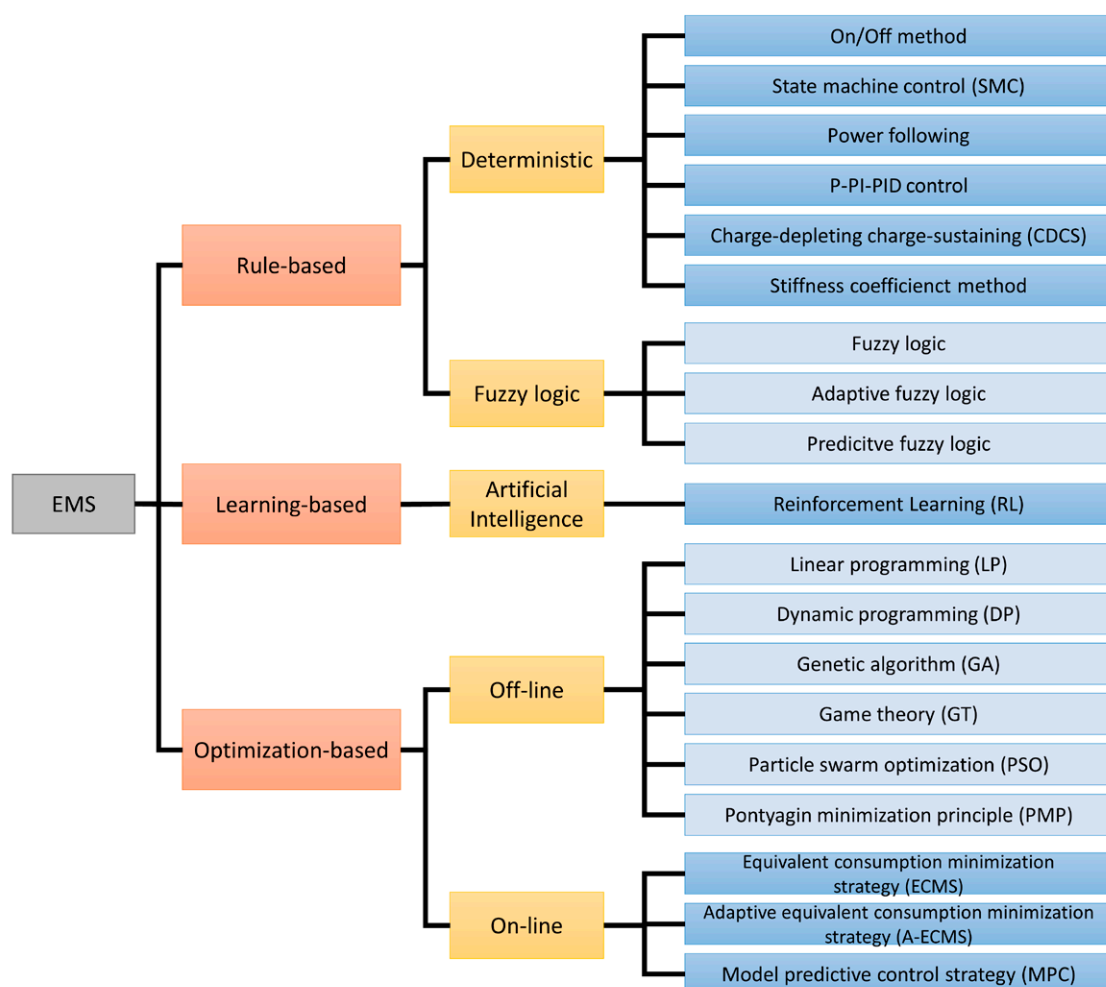 On/Off method
State machine control (SMC)
Power following
Deterministic
P-PI-PID control
Charge-depleting charge-sustaining (CDCS)
Rule-based
Stiffness coefficienct method
Fuzzy logic
Fuzzy logic
Adaptive fuzzy logic
Predicitve fuzzy logic
EMS
Learning-based
Artificial
Intelligence
Reinforcement Learning (RL)
Linear programming (LP)
Dynamic programming (DP)
Genetic algorithm (GA)
Off-line
Game theory (GT)
Optimization-based
Particle swarm optimization (PSO)
Pontyagin minimization principle (PMP)
Equivalent consumption minimization
strategy (ECMS)
On-line
Adaptive equivalent consumption minimization
strategy (A-ECMS)
Model predictive control strategy (MPC)